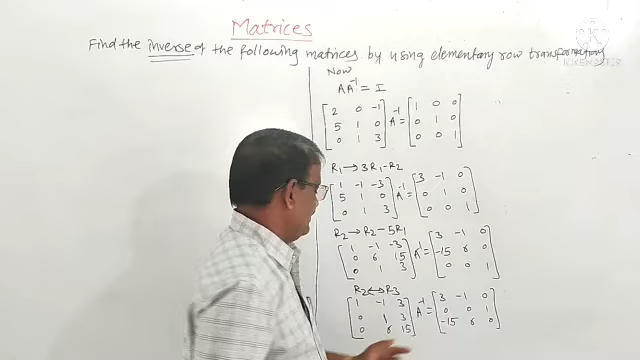 Matrices
Find the inverse of the following matrices by using elementary row transformations
Now
AA⁻¹ = I
[2 0 -1] [1 0 0]
[5 1 0] A⁻¹ = [0 1 0]
[0 1 3] [0 0 1]
R1 → 3R1 - R2
[1 -1 -3] [3 -1 0]
[5 1 0] A⁻¹ = [0 1 0]
[0 1 3] [0 0 1]
R2 → R2 - 5R1
[1 -1 -3] [3 -1 0]
[0 6 15] A⁻¹ = [-15 6 0]
[0 1 3] [0 0 1]
R2 ↔ R3
[1 -1 3] [3 -1 0]
[0 1 3] A⁻¹ = [0 0 1]
[0 6 15] [-15 6 0]
KINEMASTER